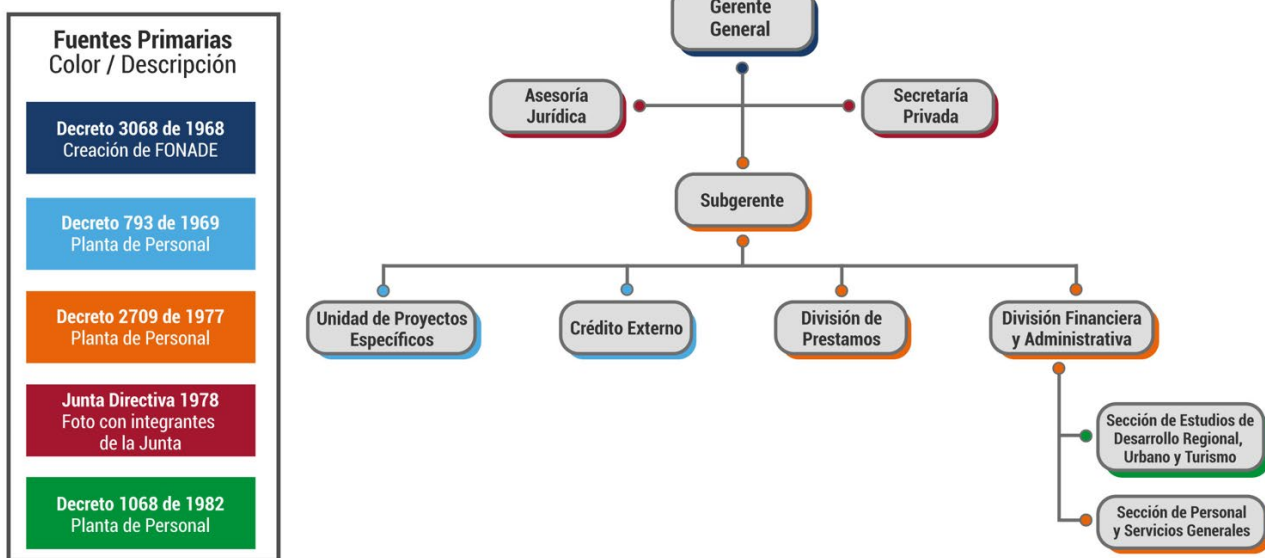 Fuentes Primarias
Color / Descripción
Decreto 3068 de 1968
Creación de FONADE
Decreto 793 de 1969
Planta de Personal
Decreto 2709 de 1977
Planta de Personal
Junta Directiva 1978
Foto con integrantes
de la Junta
Decreto 1068 de 1982
Planta de Personal
Gerente
General
Asesoría
Jurídica
Secretaría
Privada
Subgerente
Unidad de Proyectos
Específicos
Crédito Externo
División de
Prestamos
División Financiera
y Administrativa
Sección de Estudios de
Desarrollo Regional,
Urbano y Turismo
Sección de Personal
y Servicios Generales